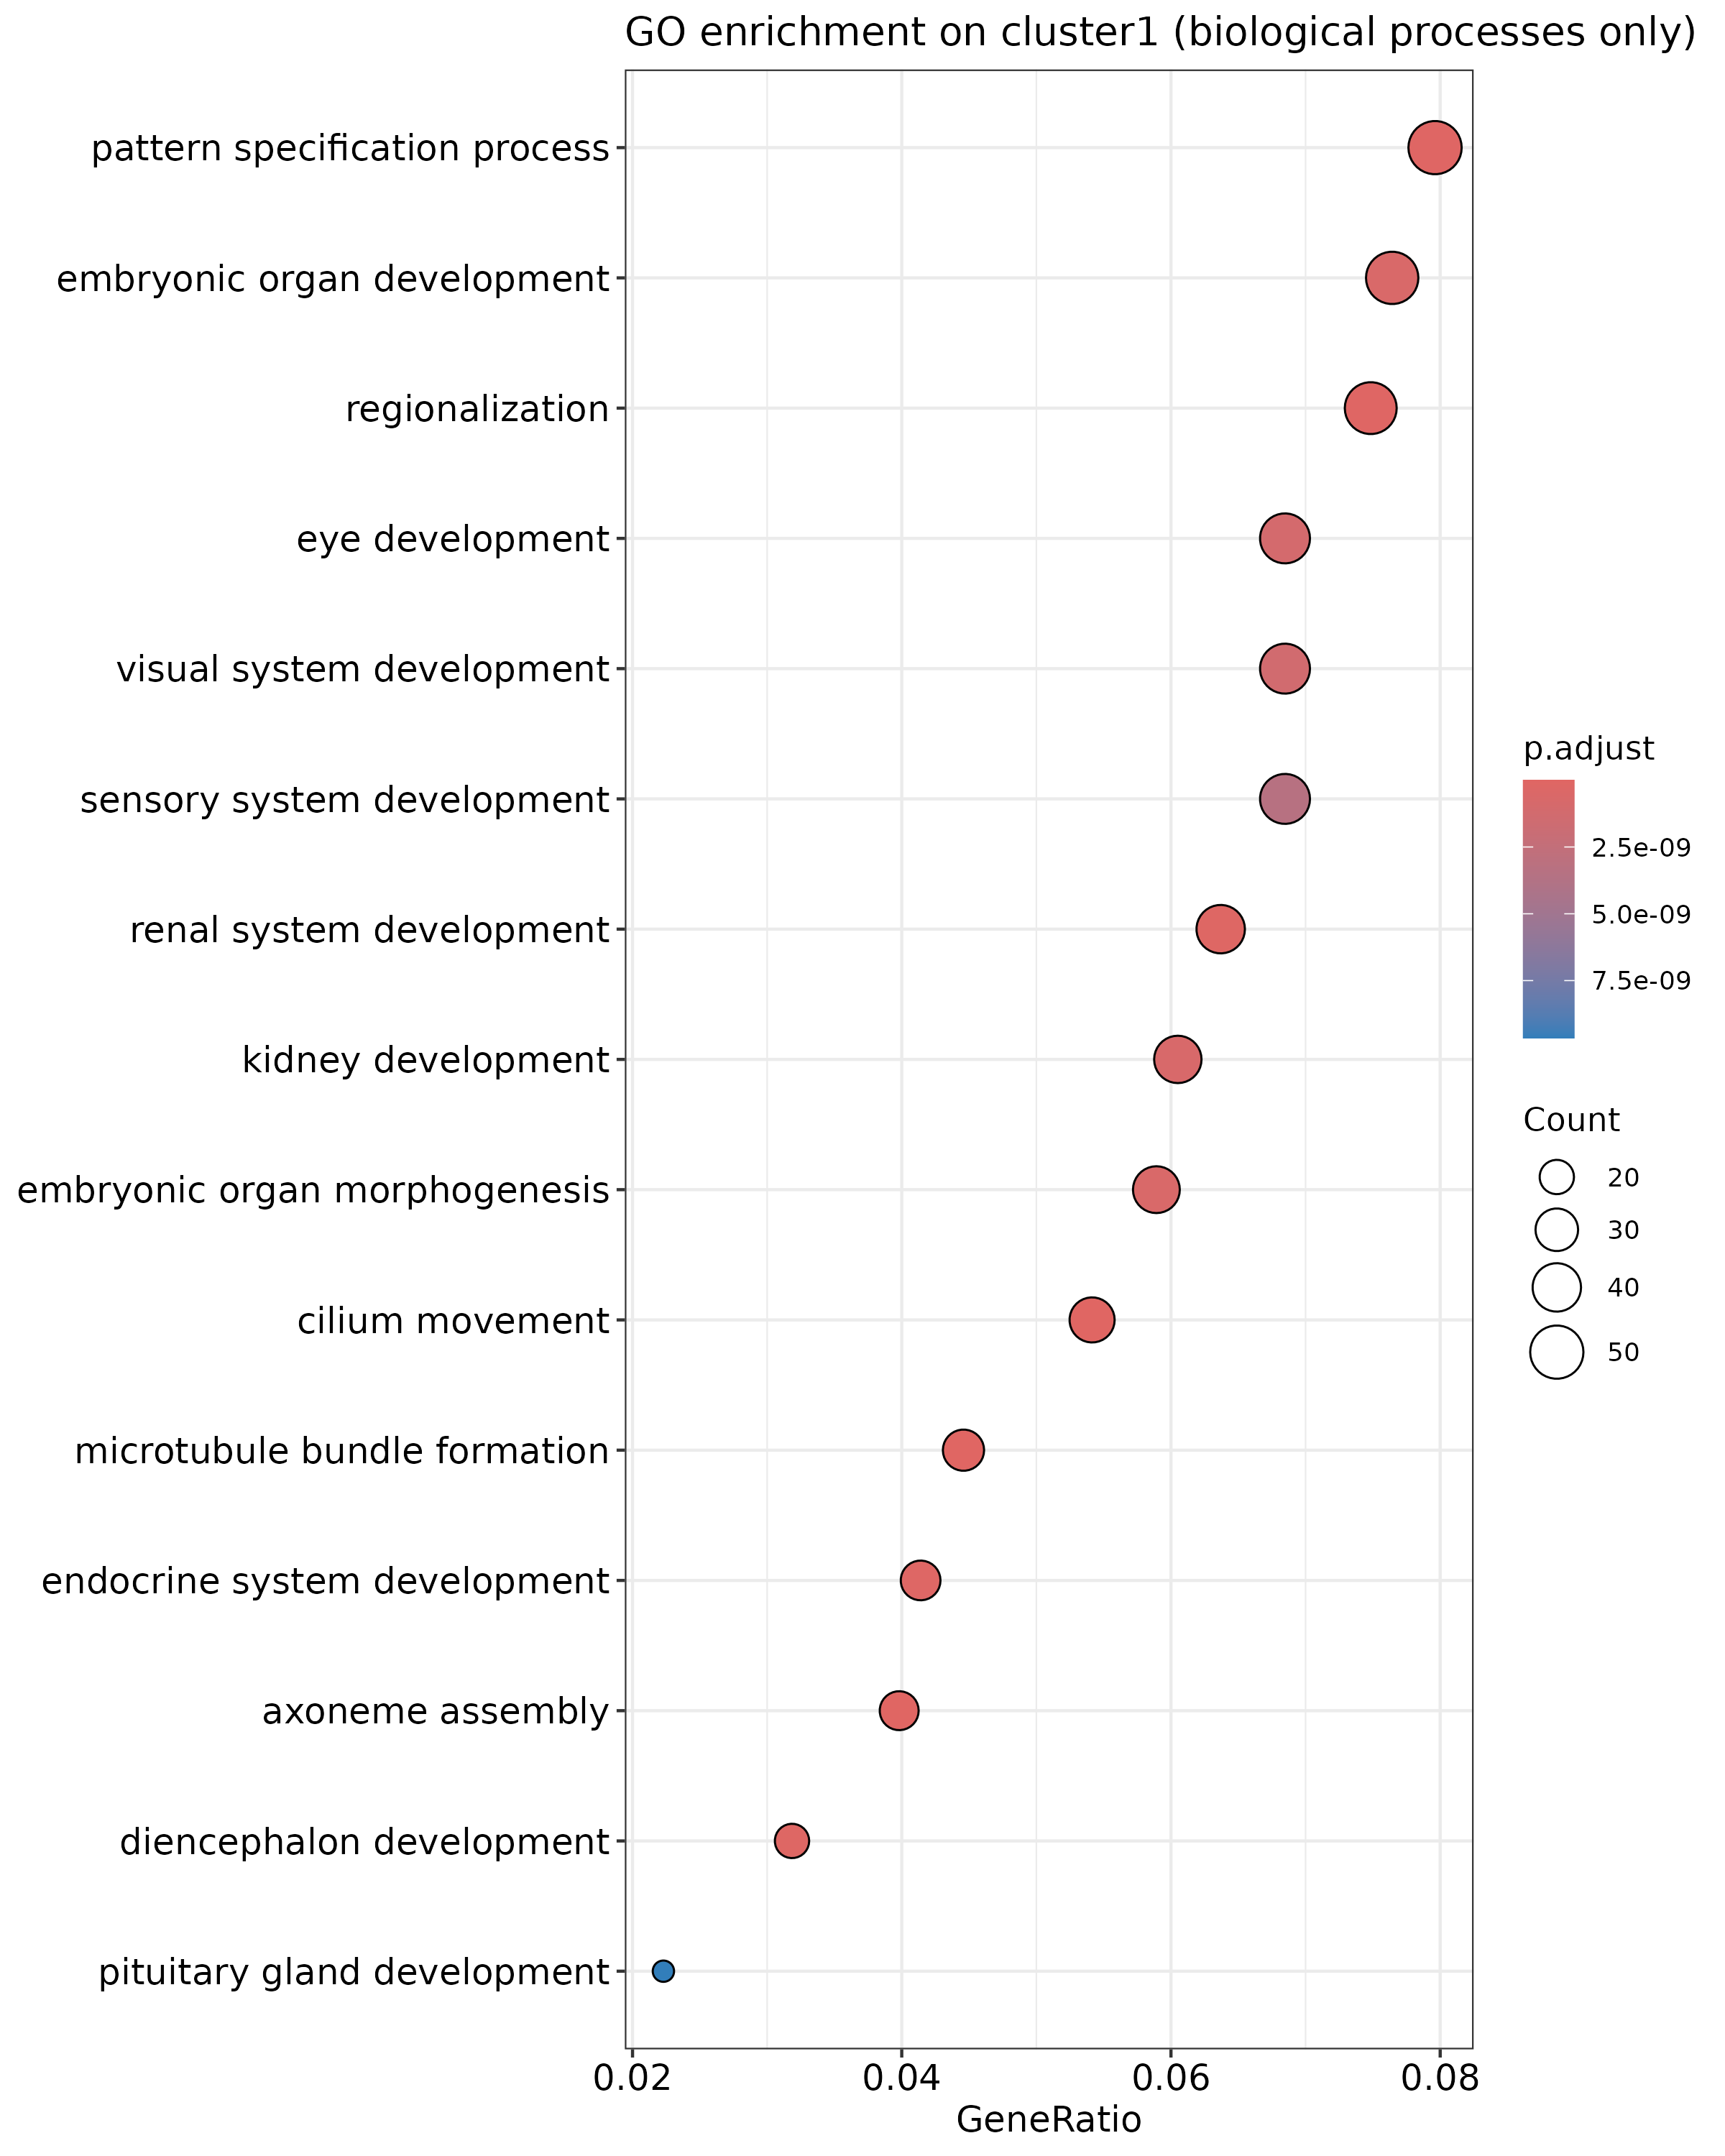 GO enrichment on cluster1 (biological processes only)
pattern specification process
embryonic organ development
regionalization
eye development
visual system development
sensory system development
renal system development
kidney development
embryonic organ morphogenesis
cilium movement
microtubule bundle formation
endocrine system development
axoneme assembly
diencephalon development
pituitary gland development
0.02 0.04 0.06 0.08
GeneRatio
p.adjust
2.5e-09
5.0e-09
7.5e-09
Count
20
30
40
50